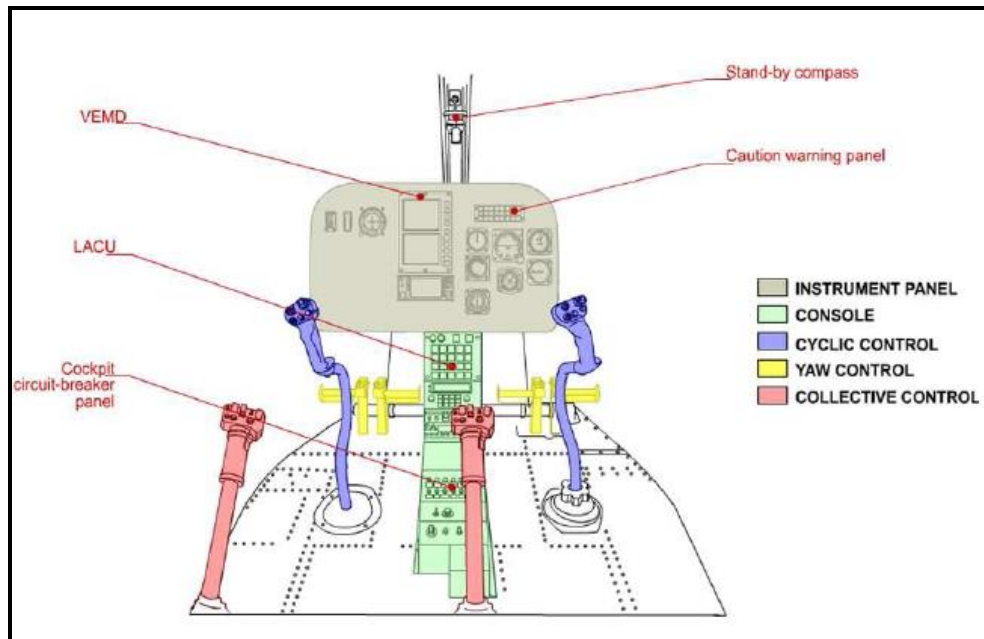 Stand-by compass
VEMD
Caution warning panel
LACU
INSTRUMENT PANEL
CONSOLE
CYCLIC CONTROL
YAW CONTROL
COLLECTIVE CONTROL
Cockpit
circuit-breaker
panel